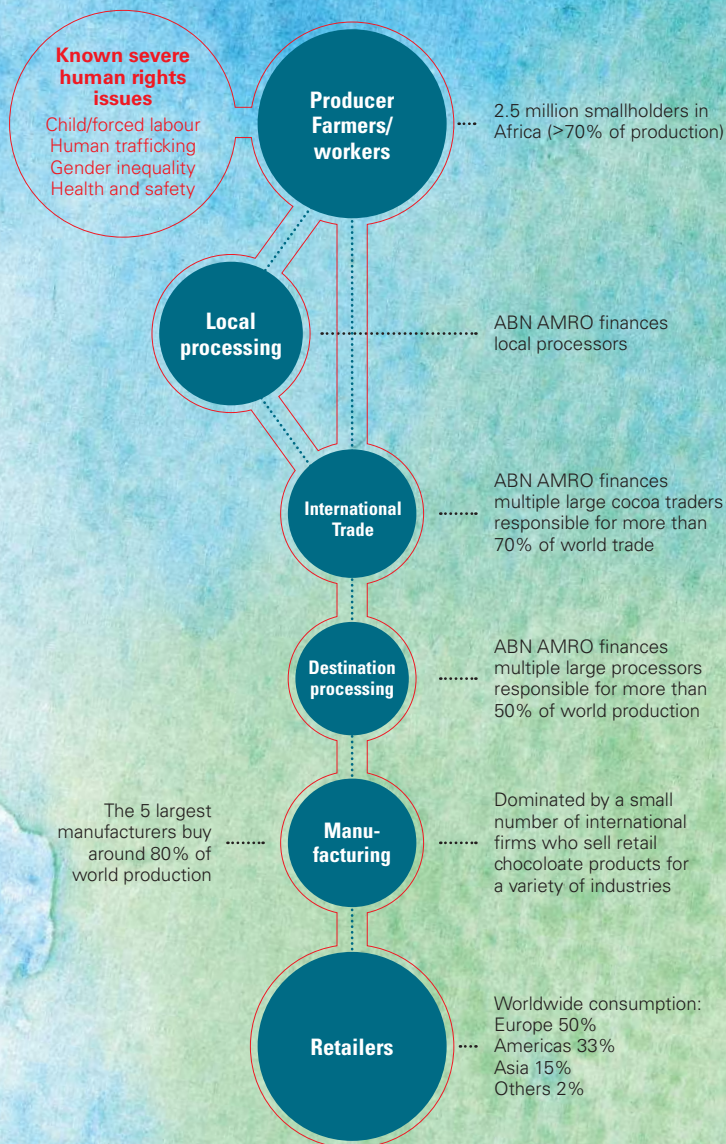 Known severe
human rights
issues
Child/forced labour
Human trafficking
Gender inequality
Health and safety
Producer
Farmers/
workers
2.5 million smallholders in
Africa (>70% of production)
Local
processing
ABN AMRO finances
local processors
International
Trade
ABN AMRO finances
multiple large cocoa traders
responsible for more than
70% of world trade
Destination
processing
ABN AMRO finances
multiple large processors
responsible for more than
50% of world production
The 5 largest
manufacturers buy
around 80% of
world production
Manu-
facturing
Dominated by a small
number of international
firms who sell retail
chocoloate products for
a variety of industries
Retailers
Worldwide consumption:
Europe 50%
Americas 33%
Asia 15%
Others 2%